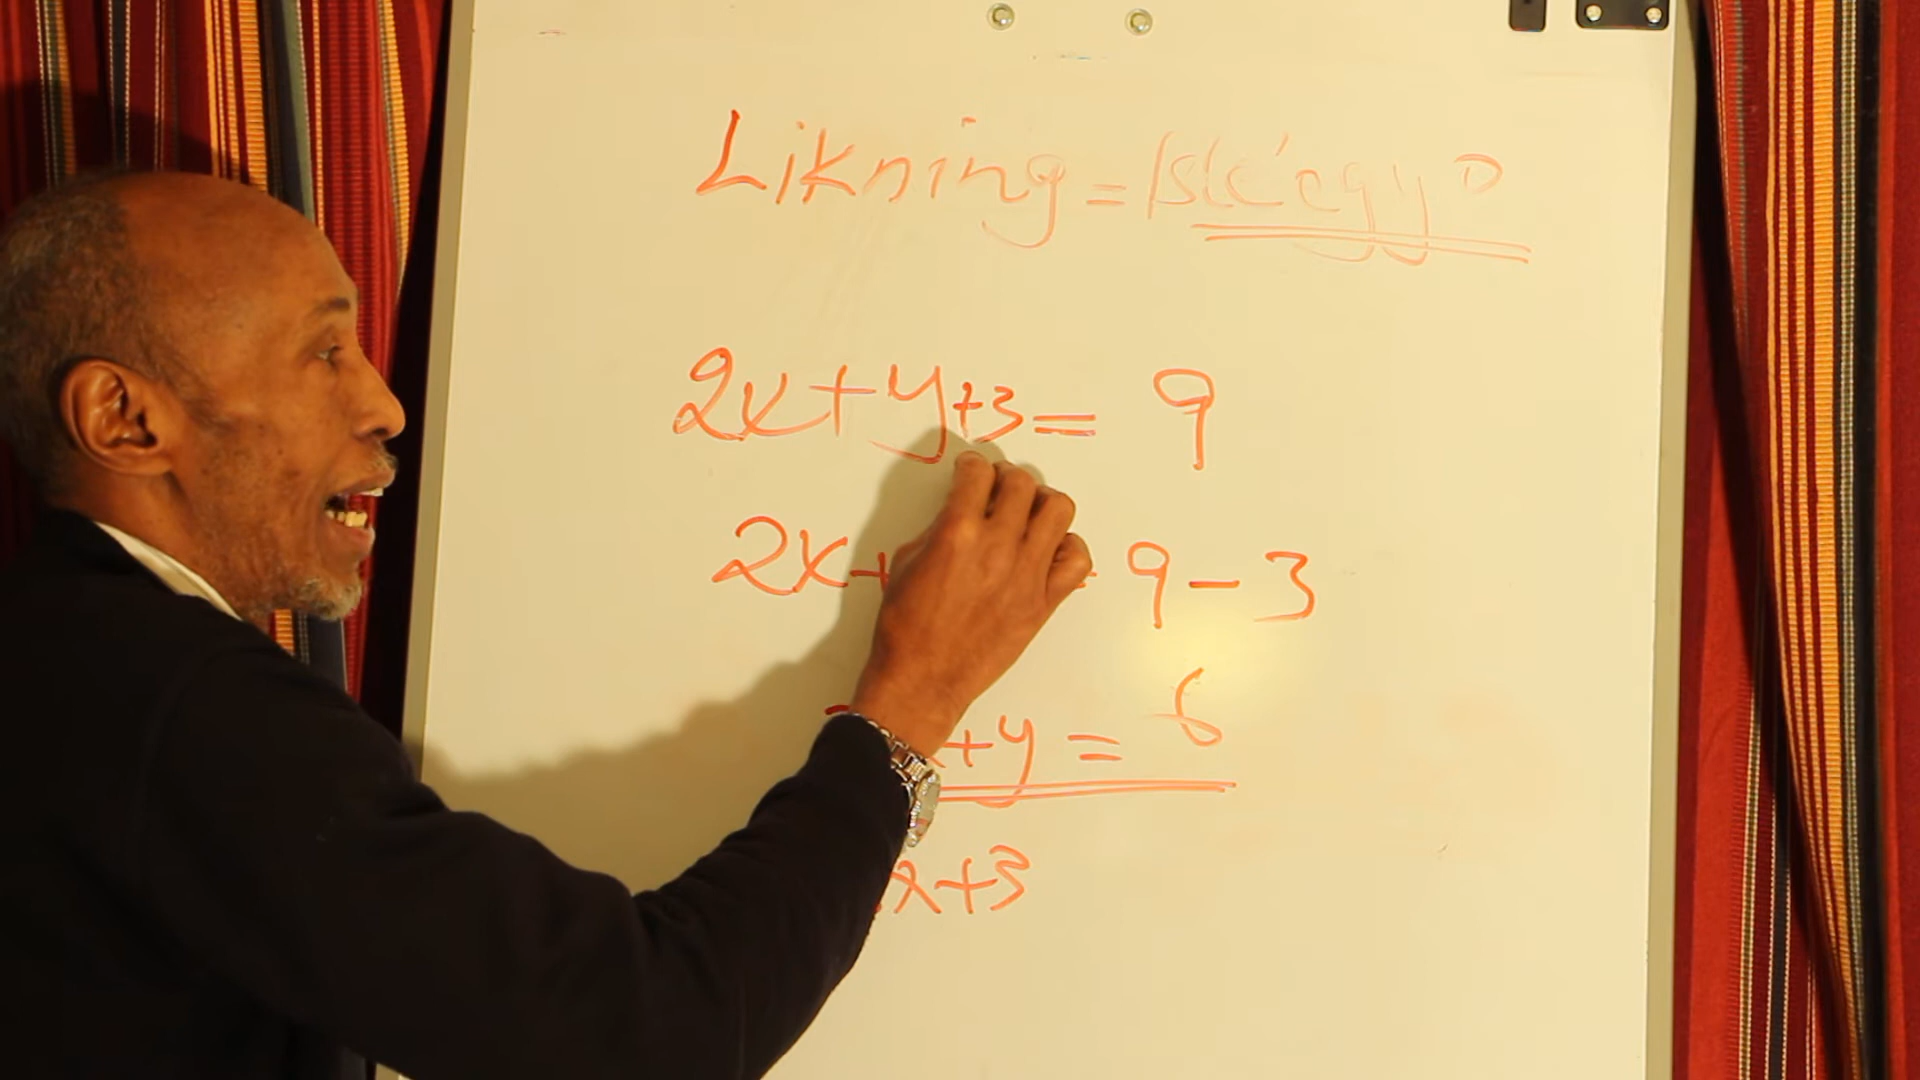 Likning = Isle'egyo
2x+y+3= 9
2x+ = 9-3
x+y = 6
x+3